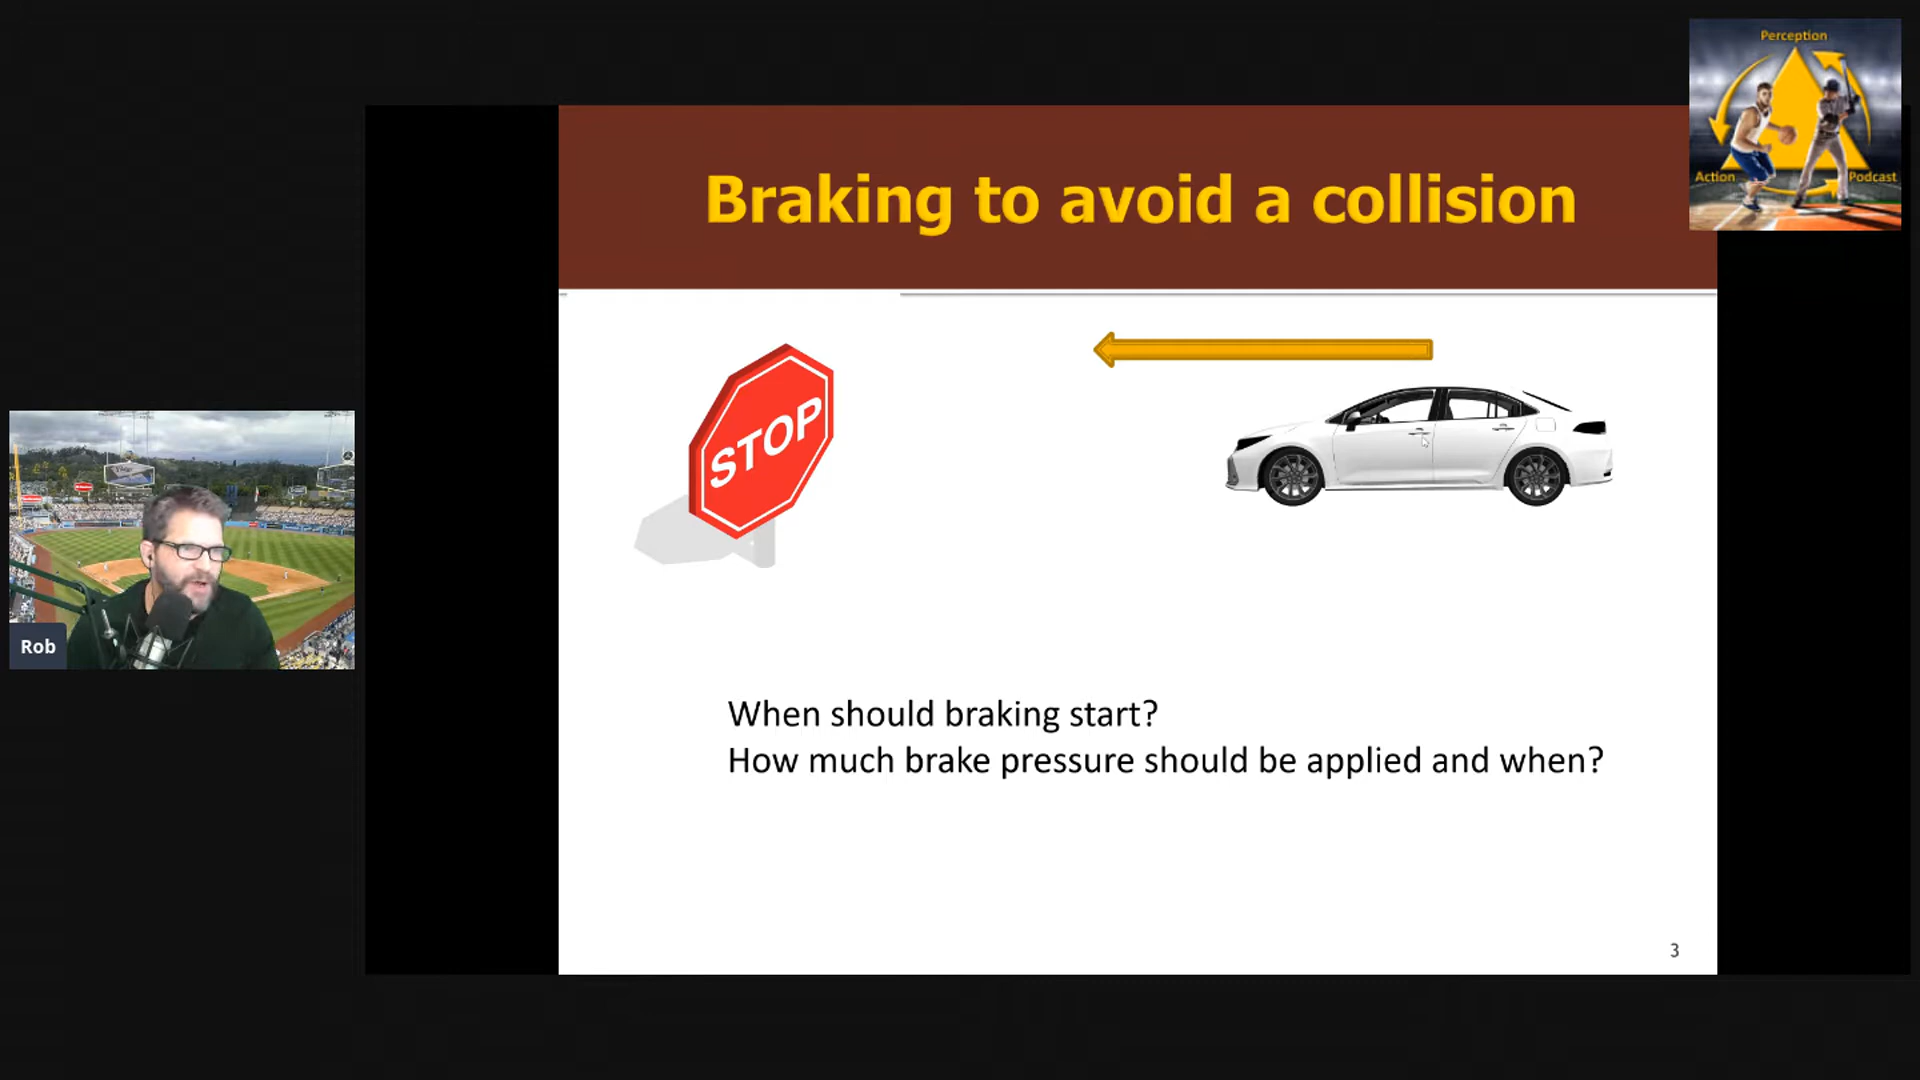 Perception
Action
Podcast
Braking to avoid a collision
STOP
Rob
When should braking start?
How much brake pressure should be applied and when?
3